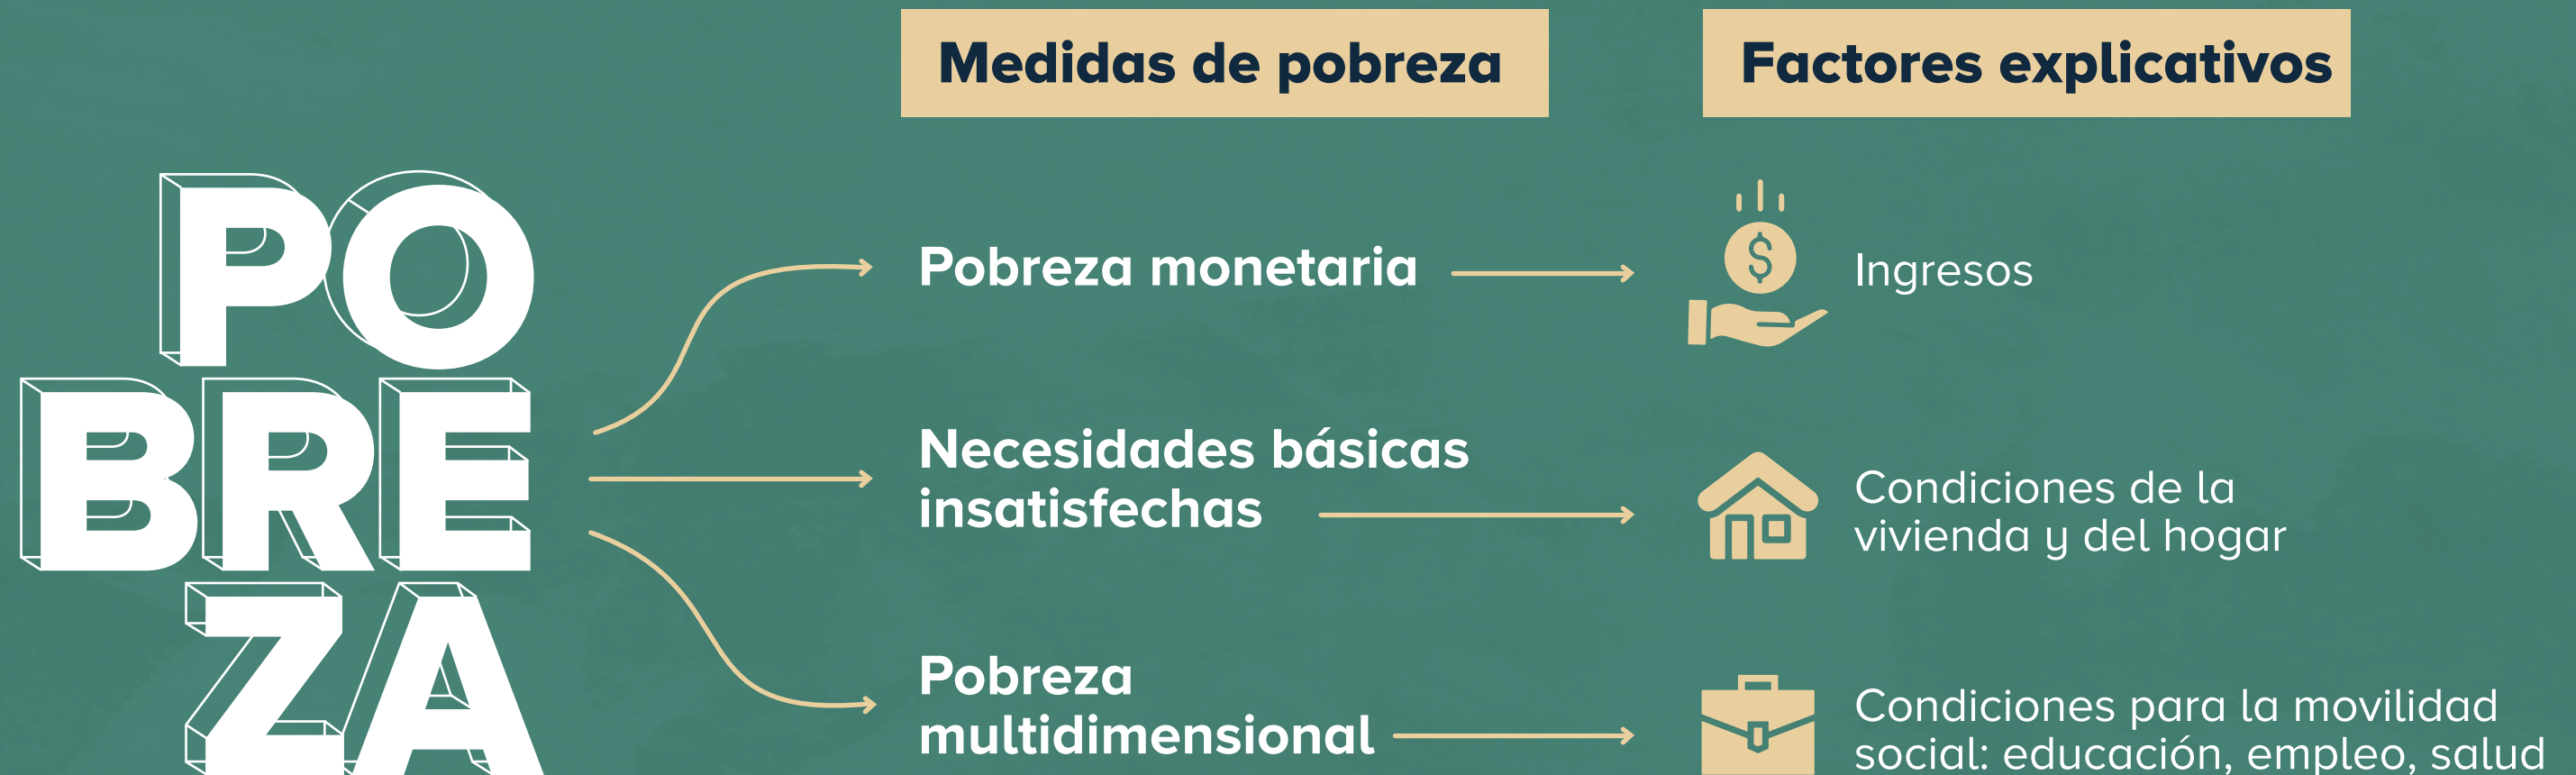 Medidas de pobreza
Factores explicativos
PO
BRE
ZA
Pobreza monetaria
Ingresos
Necesidades básicas
insatisfechas
Condiciones de la
vivienda y del hogar
Pobreza
multidimensional
Condiciones para la movilidad
social: educación, empleo, salud